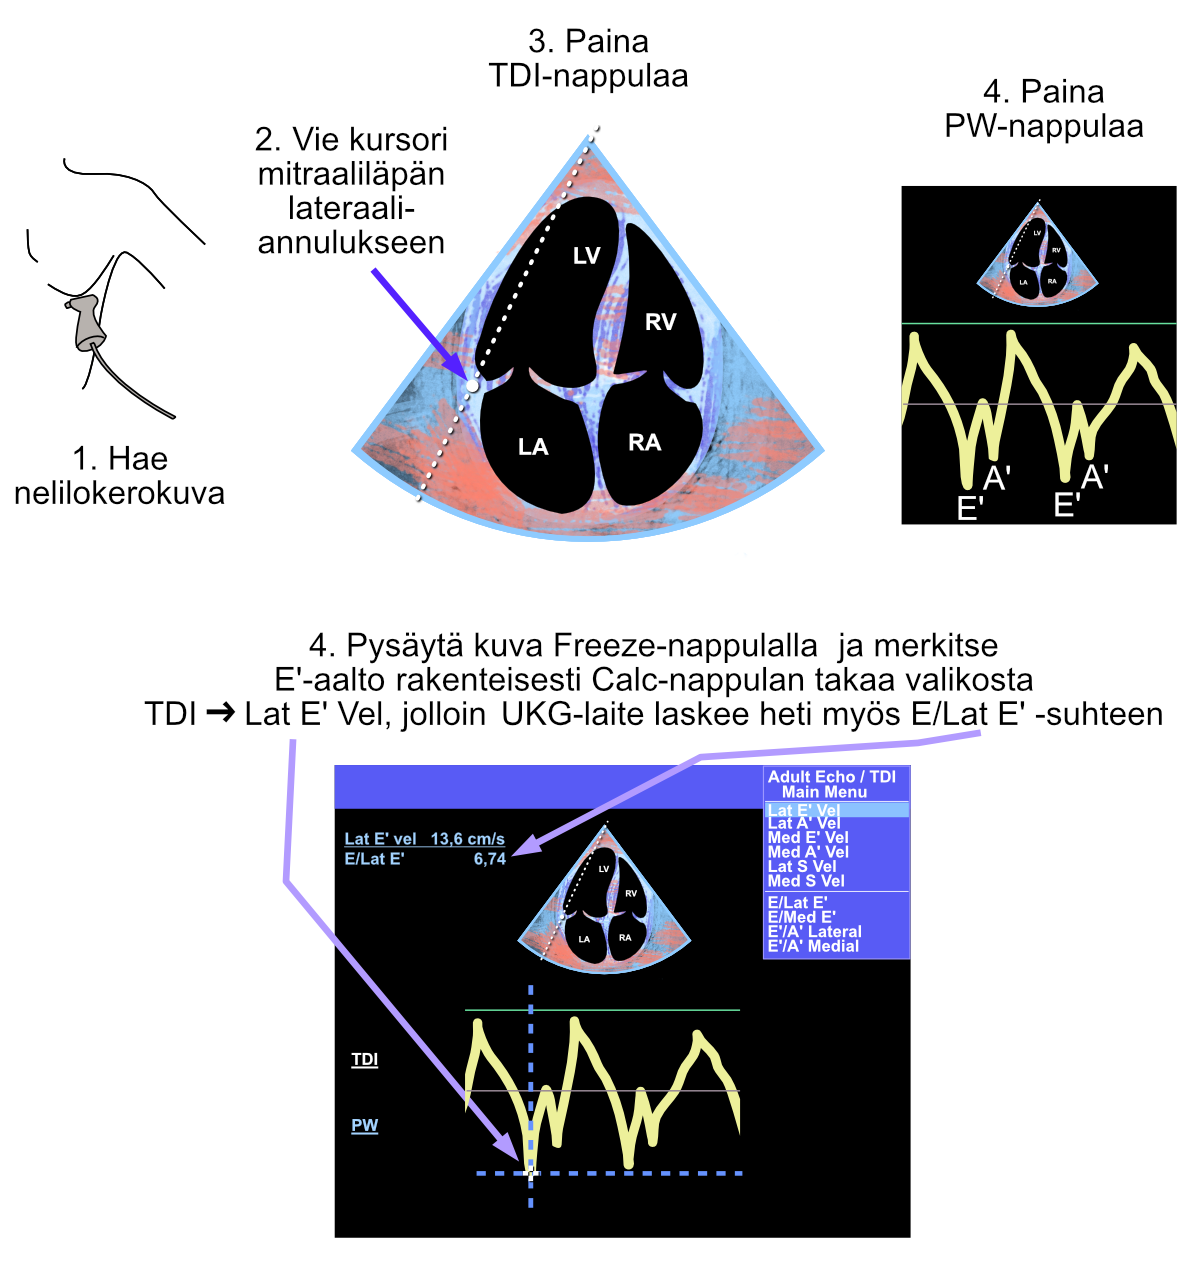 3. Paina
TDI-nappulaa
4. Paina
PW-nappulaa
2. Vie kursori
mitraaliläpän
lateraali-
annulukseen
LV
RV
LA
RA
1. Hae
nelilokerokuva
LV
RV
LA
RA
E'
A'
E'
A'
4. Pysäytä kuva Freeze-nappulalla ja merkitse
E'-aalto rakenteisesti Calc-nappulan takaa valikosta
TDI → Lat E' Vel, jolloin UKG-laite laskee heti myös E/Lat E' -suhteen
Lat E' vel 13,6 cm/s
E/Lat E' 6,74
LV
RV
LA
RA
Adult Echo / TDI
Main Menu
Lat E' Vel
Lat A' Vel
Med E' Vel
Med A' Vel
Lat S Vel
Med S Vel
E/Lat E'
E/Med E'
E'/A' Lateral
E'/A' Medial
TDI
PW